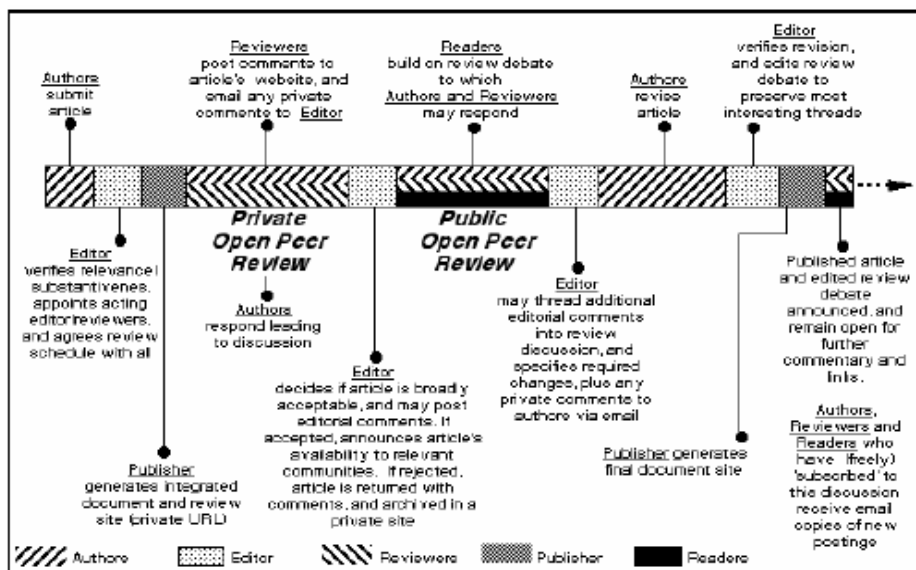 Authors
submit
article
Reviewers
post comments to
article's website, and
email any private
comments to Editor
Readers
build on review debate
to which
Authors and Reviewers
may respond
Authors
revise
article
Editor
verifies revision,
and edits review
debate to
preserve most
interesting threads
Private
Open Peer
Review
Public
Open Peer
Review
Editor
verifies relevance/
substantivenes,
appoints acting
editor/reviewers,
and agrees review
schedule with all
Authors
respond leading
to discussion
Editor
may thread additional
editorial comments
into review
discussion, and
specifies required
changes, plus any
private comments to
authors via email
Published article
and edited review
debate
announced, and
remain open for
further
commentary and
links.
Editor
decides if article is broadly
acceptable, and may post
editorial comments. If
accepted, announces article's
availability to relevant
communities. If rejected,
article is returned with
comments, and archived in a
private site
Publisher
generates integrated
document and review
site (private URL)
Publisher generates
final document site
Authors,
Reviewers and
Readers who
have (freely)
'subscribed' to
this discussion
receive email
copies of new
postings
Authors Editor Reviewers Publisher Readers